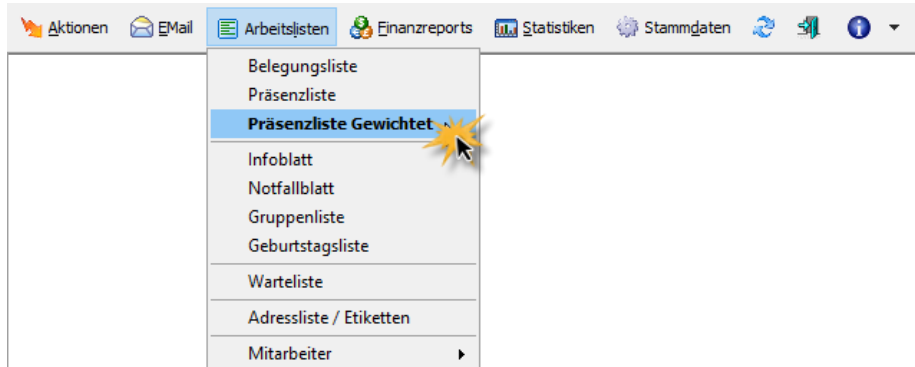 Aktionen EMail Arbeitslisten Finanzreports Statistiken Stammdaten
Belegungsliste
Präsenzliste
Präsenzliste Gewichtet
Infoblatt
Notfallblatt
Gruppenliste
Geburtstagsliste
Warteliste
Adressliste / Etiketten
Mitarbeiter